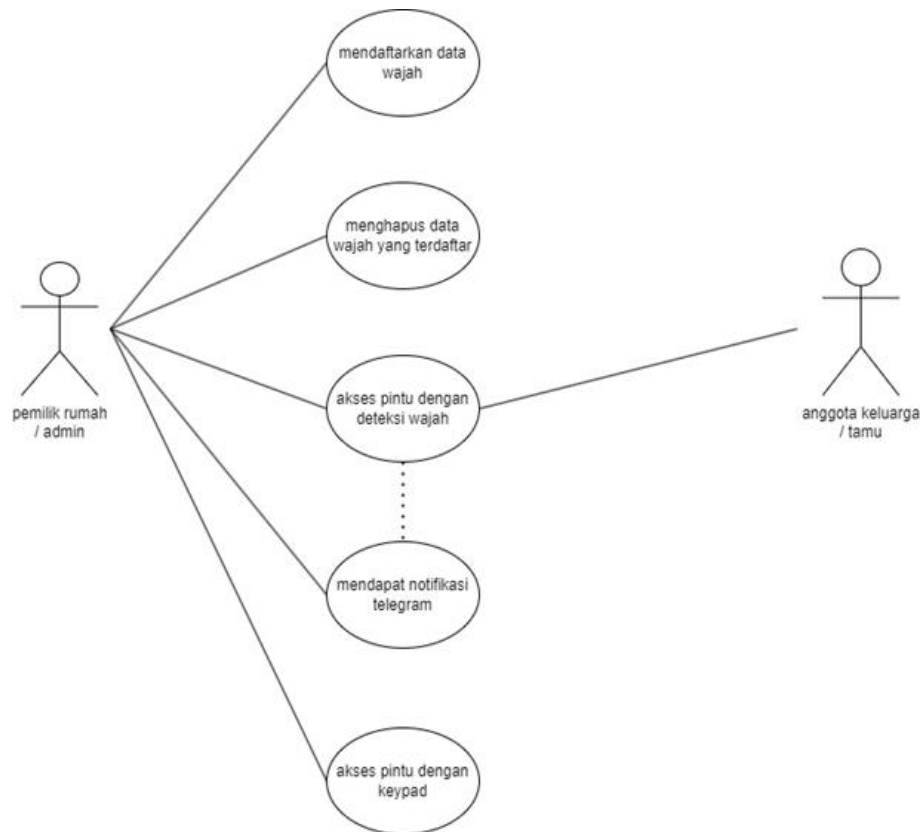 mendaftarkan data
wajah
menghapus data
wajah yang terdaftar
pemilik rumah
/ admin
akses pintu dengan
deteksi wajah
anggota keluarga
/ tamu
mendapat notifikasi
telegram
akses pintu dengan
keypad